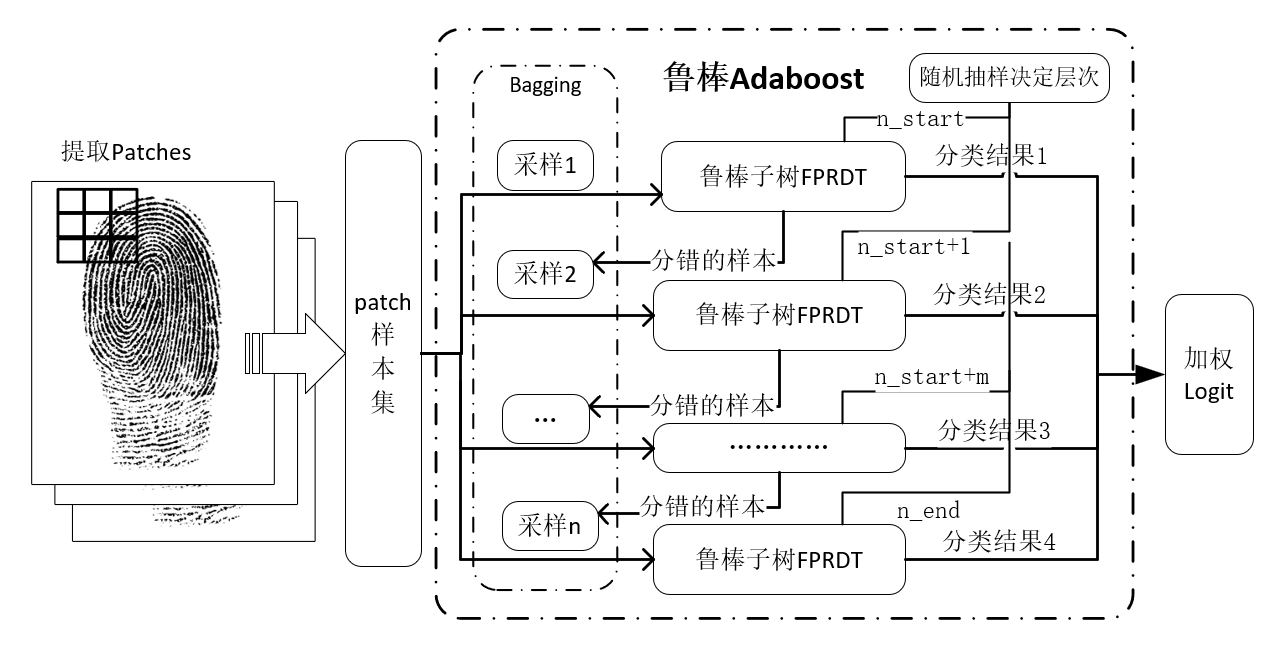 提取Patches
patch
样
本
集
Bagging
鲁棒Adaboost
随机抽样决定层次
采样1
鲁棒子树FPRDT
n_start
分类结果1
分错的样本
采样2
n_start+1
鲁棒子树FPRDT
分类结果2
分错的样本
...
n_start+m
…………
分类结果3
分错的样本
采样n
n_end
鲁棒子树FPRDT
分类结果4
加权
Logit